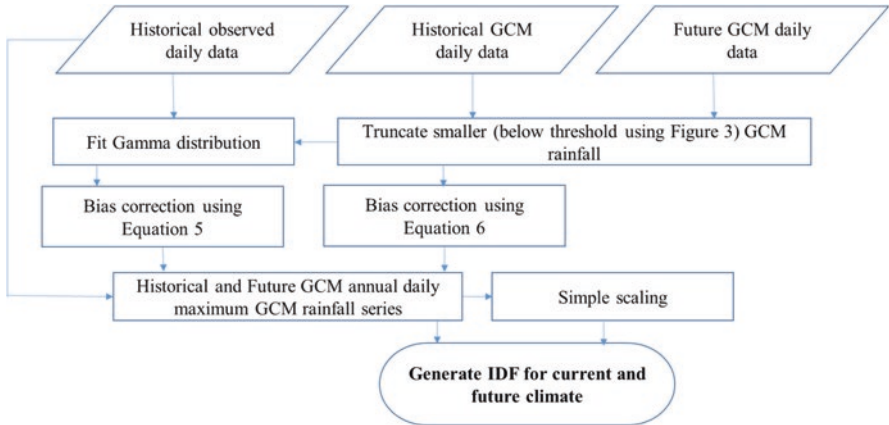 Historical observed
daily data
Historical GCM
daily data
Future GCM daily
data
Fit Gamma distribution
Truncate smaller (below threshold using Figure 3) GCM
rainfall
Bias correction using
Equation 5
Bias correction using
Equation 6
Historical and Future GCM annual daily
maximum GCM rainfall series
Simple scaling
Generate IDF for current and
future climate